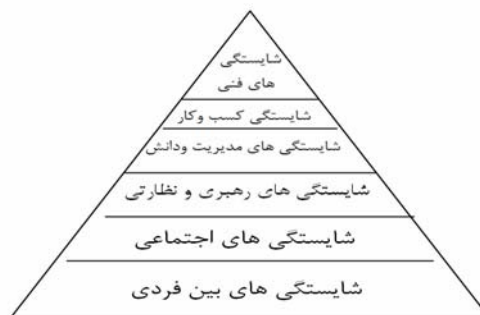 شایستگی
های فنی
شایستگی کسب وکار
شایستگی های مدیریت ودانش
شایستگی های رهبری و نظارتی
شایستگی های اجتماعی
شایستگی های بین فردی